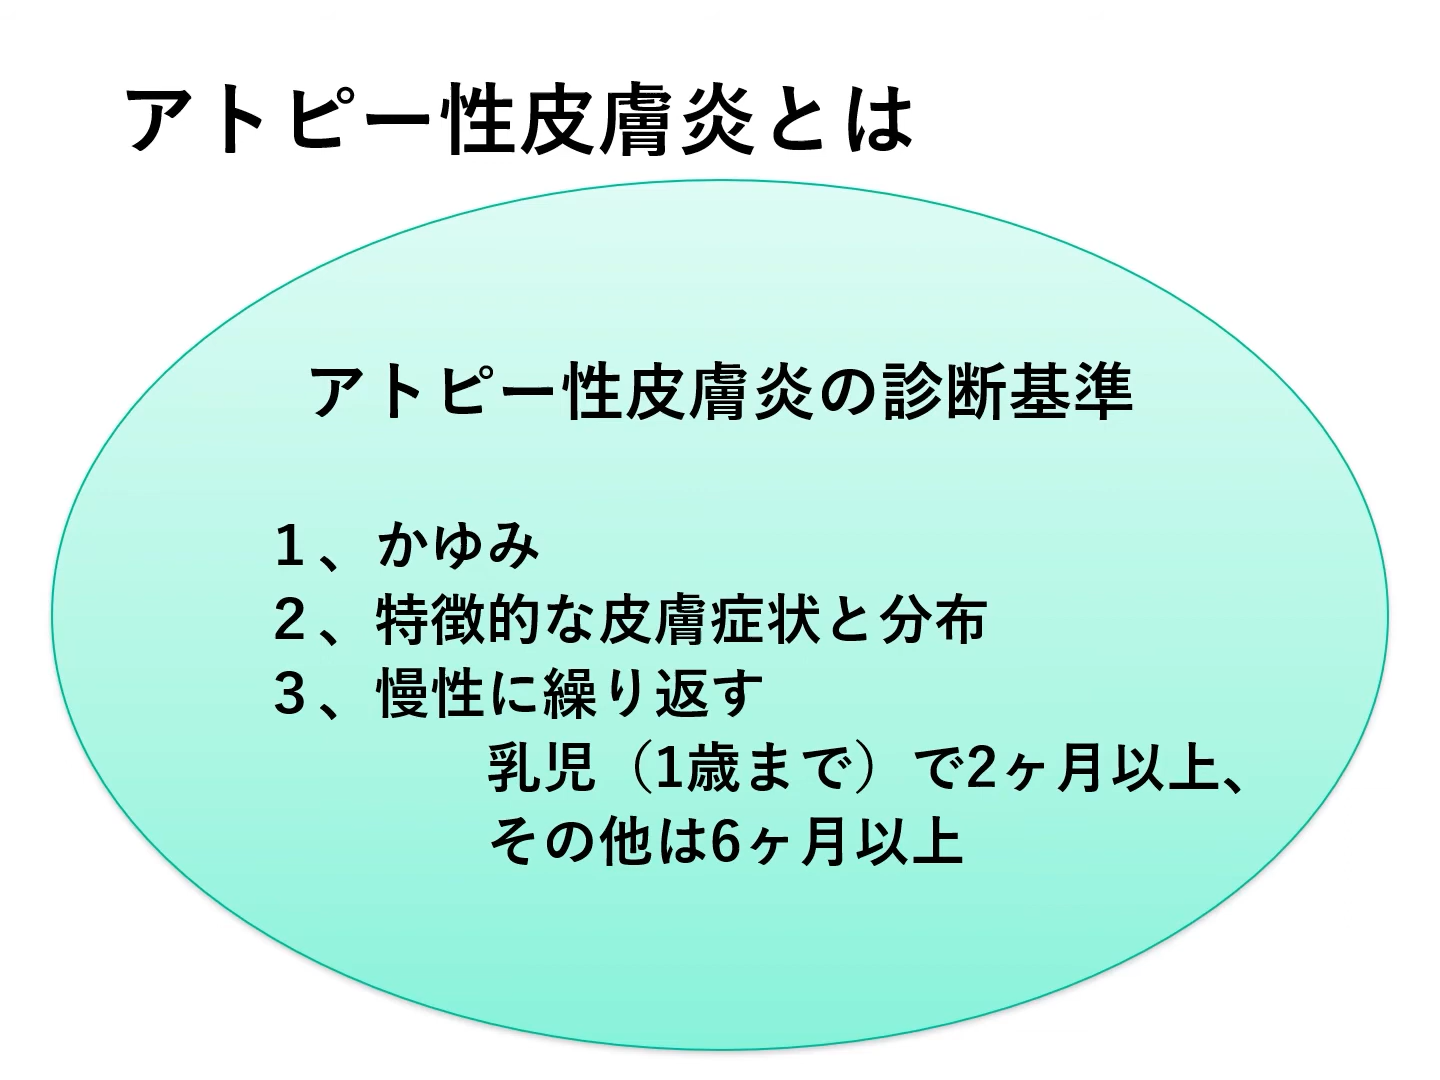 アトピー性皮膚炎とは
アトピー性皮膚炎の診断基準
１、かゆみ
２、特徴的な皮膚症状と分布
３、慢性に繰り返す
乳児（1歳まで）で2ヶ月以上、
その他は6ヶ月以上